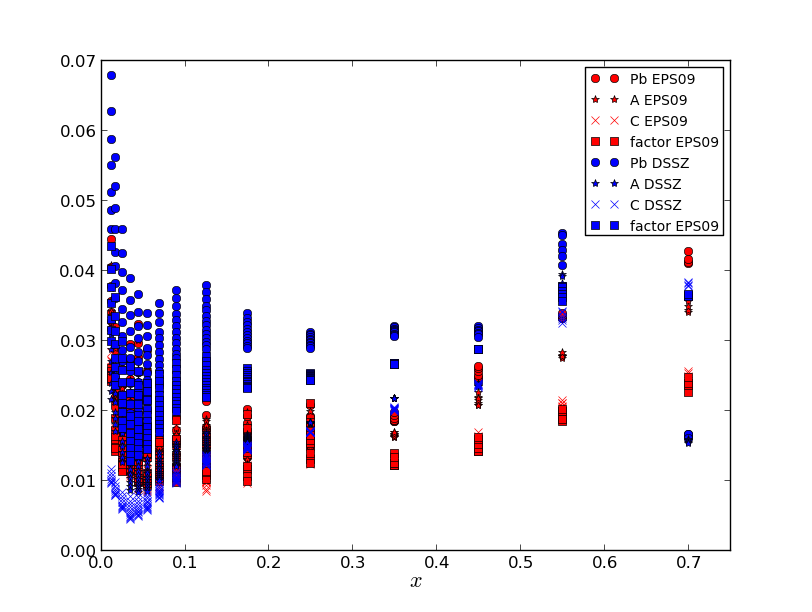 0.07
0.06
0.05
0.04
0.03
0.02
0.01
0.00
0.0 0.1 0.2 0.3 0.4 0.5 0.6 0.7
x
Pb EPS09
A EPS09
C EPS09
factor EPS09
Pb DSSZ
A DSSZ
C DSSZ
factor EPS09